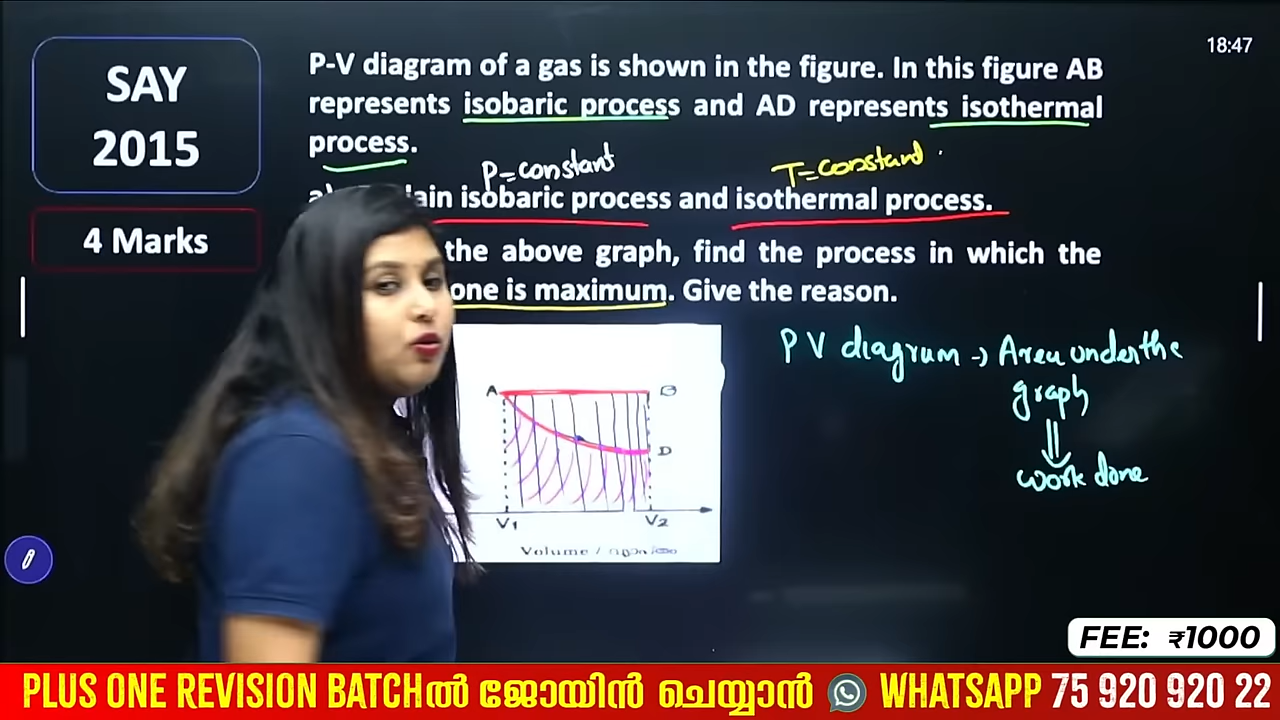 18:47
SAY
2015
4 Marks
P-V diagram of a gas is shown in the figure. In this figure AB
represents isobaric process and AD represents isothermal
process.
P=constant
T=constant
isobaric process and isothermal process.
the above graph, find the process in which the
one is maximum. Give the reason.
A
B
D
V1
V2
Volume /
PV diagram → Area under the
graph
⇓
work done
FEE: ₹1000
PLUS ONE REVISION BATCHൽ ജോയിൻ ചെയ്യാൻ WHATSAPP 75 920 920 22